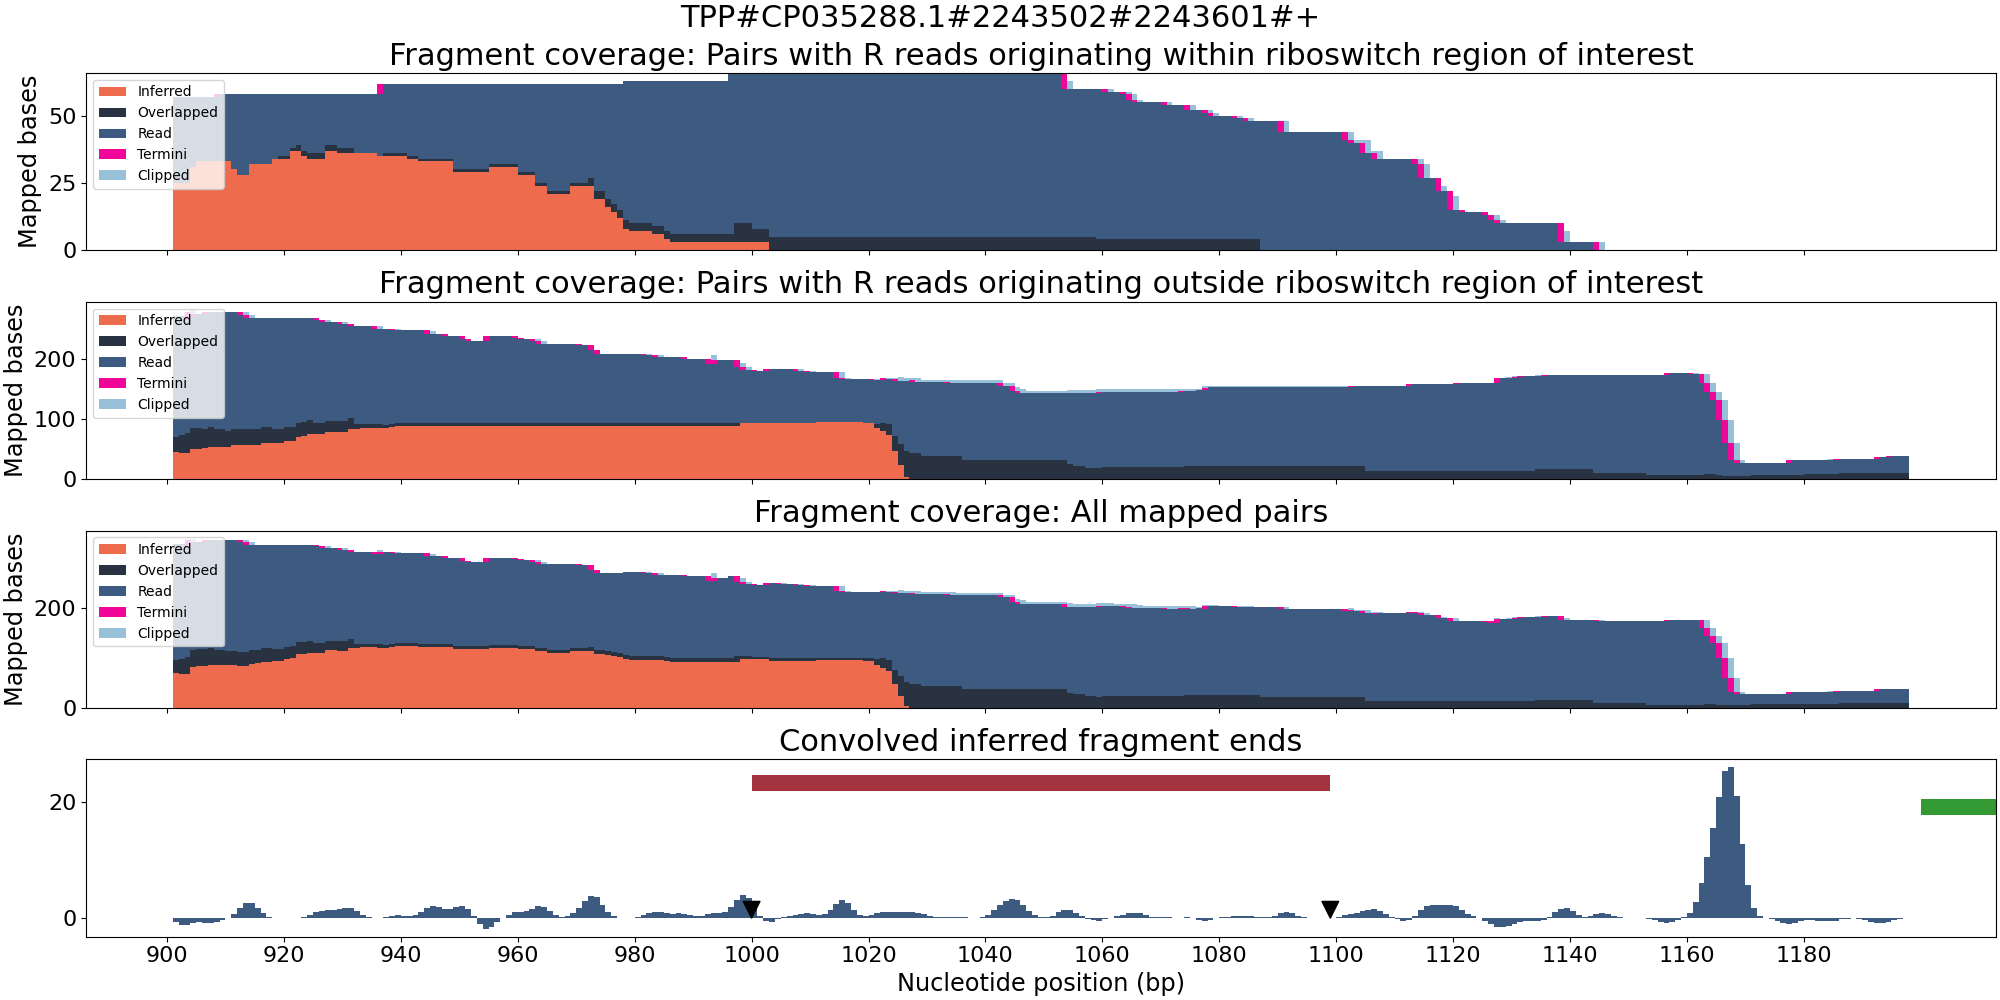 TPP#CP035288.1#2243502#2243601#+
Fragment coverage: Pairs with R reads originating within riboswitch region of interest
Mapped bases
50
25
0
Inferred
Overlapped
Read
Termini
Clipped
Fragment coverage: Pairs with R reads originating outside riboswitch region of interest
Mapped bases
200
100
0
Inferred
Overlapped
Read
Termini
Clipped
Fragment coverage: All mapped pairs
Mapped bases
200
0
Inferred
Overlapped
Read
Termini
Clipped
Convolved inferred fragment ends
20
0
900 920 940 960 980 1000 1020 1040 1060 1080 1100 1120 1140 1160 1180
Nucleotide position (bp)